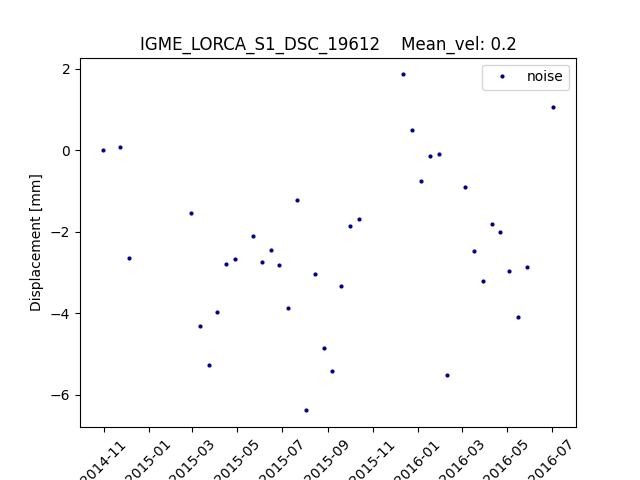 IGME_LORCA_S1_DSC_19612    Mean_vel: 0.2
noise
Displacement [mm]
2
0
−2
−4
−6
2014-11 2015-01 2015-03 2015-05 2015-07 2015-09 2015-11 2016-01 2016-03 2016-05 2016-07